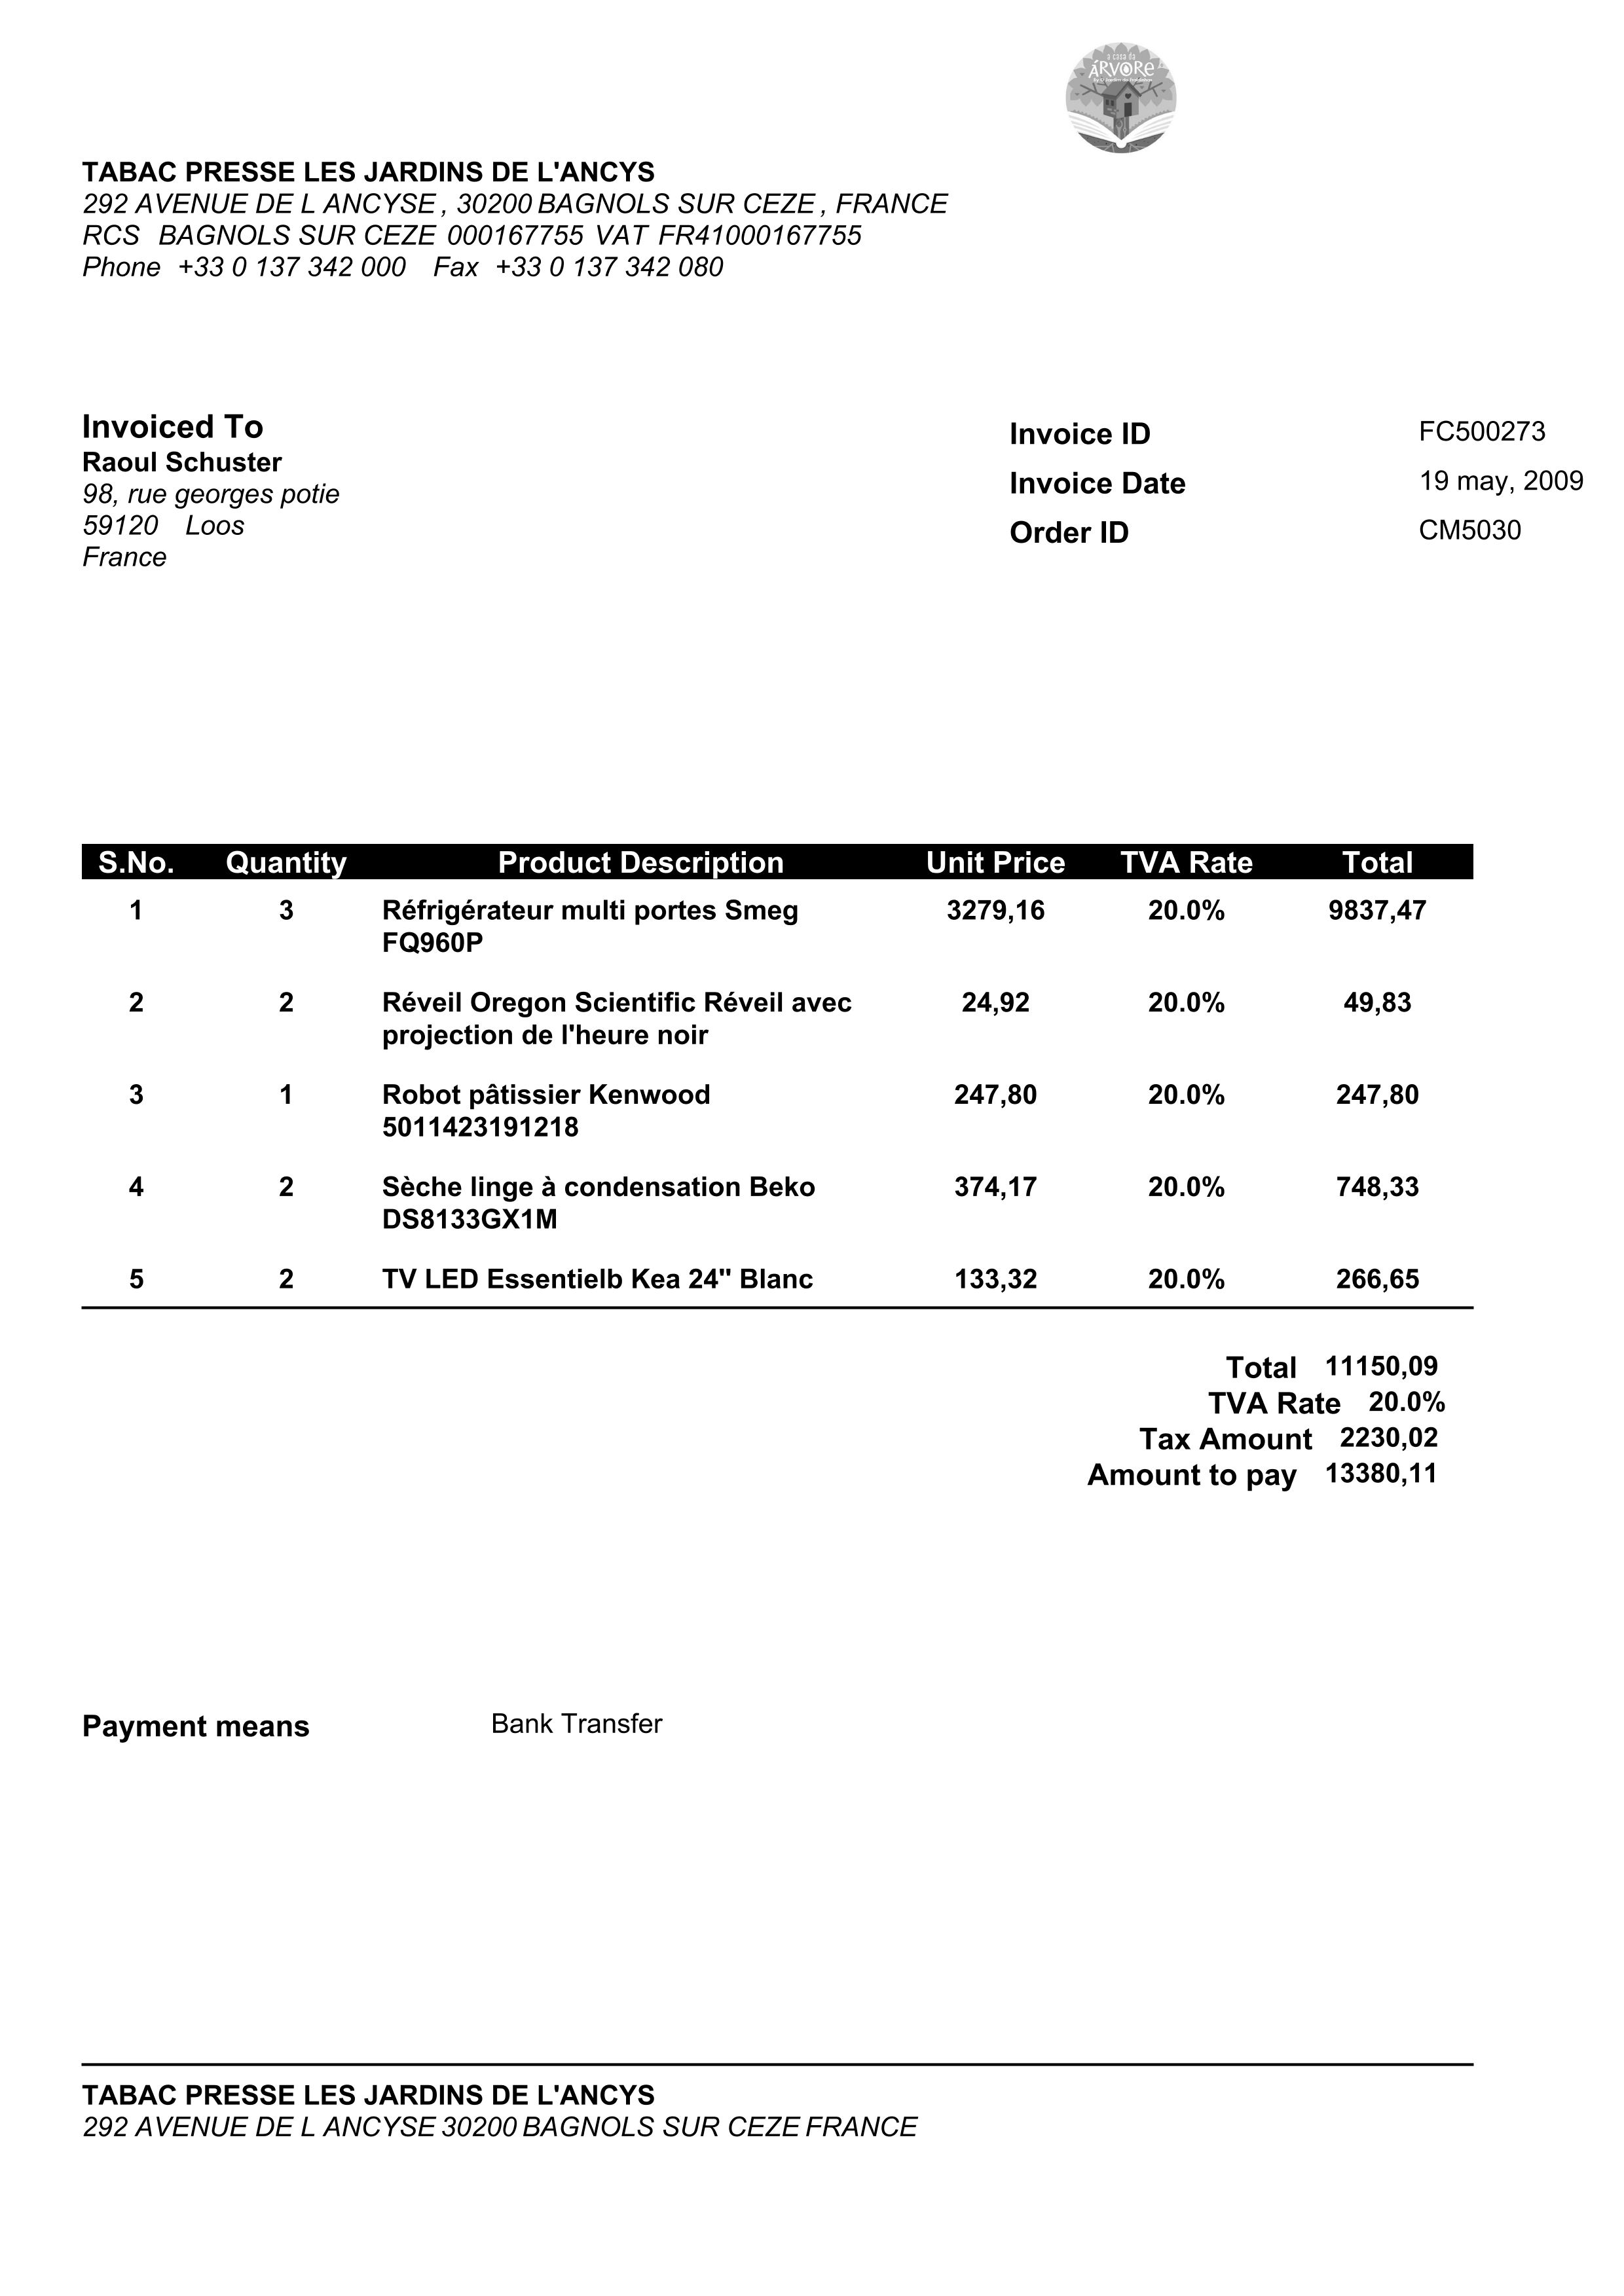 a casa da
ÁRVORe
TABAC PRESSE LES JARDINS DE L'ANCYS
292 AVENUE DE L ANCYSE , 30200 BAGNOLS SUR CEZE , FRANCE
RCS BAGNOLS SUR CEZE 000167755 VAT FR41000167755
Phone +33 0 137 342 000 Fax +33 0 137 342 080
Invoiced To
Raoul Schuster
98, rue georges potie
59120 Loos
France
Invoice ID FC500273
Invoice Date 19 may, 2009
Order ID CM5030
S.No. Quantity Product Description Unit Price TVA Rate Total
1 3 Réfrigérateur multi portes Smeg 3279,16 20.0% 9837,47
FQ960P
2 2 Réveil Oregon Scientific Réveil avec 24,92 20.0% 49,83
projection de l'heure noir
3 1 Robot pâtissier Kenwood 247,80 20.0% 247,80
5011423191218
4 2 Sèche linge à condensation Beko 374,17 20.0% 748,33
DS8133GX1M
5 2 TV LED Essentielb Kea 24" Blanc 133,32 20.0% 266,65
Total 11150,09
TVA Rate 20.0%
Tax Amount 2230,02
Amount to pay 13380,11
Payment means Bank Transfer
TABAC PRESSE LES JARDINS DE L'ANCYS
292 AVENUE DE L ANCYSE 30200 BAGNOLS SUR CEZE FRANCE